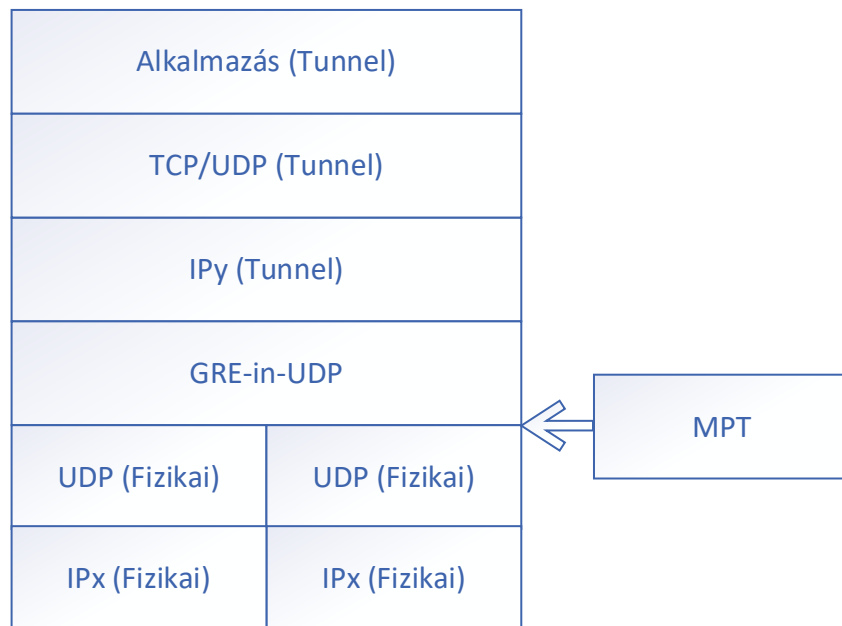 Alkalmazás (Tunnel)
TCP/UDP (Tunnel)
IPy (Tunnel)
GRE-in-UDP
MPT
UDP (Fizikai)
UDP (Fizikai)
IPx (Fizikai)
IPx (Fizikai)